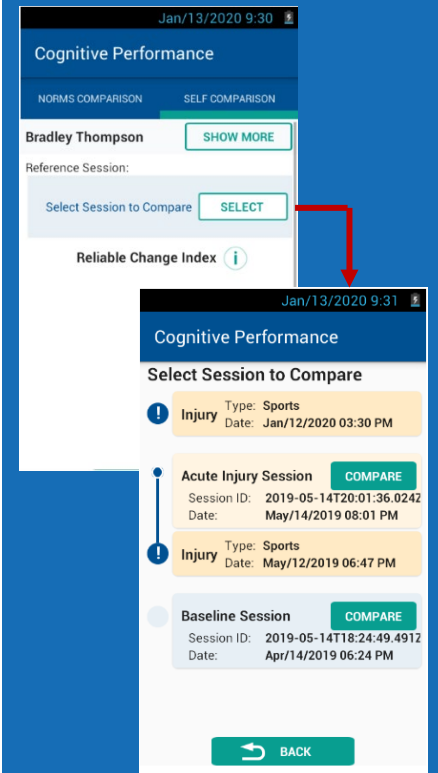 Jan/13/2020 9:30
Cognitive Performance
NORMS COMPARISON SELF COMPARISON
Bradley Thompson SHOW MORE
Reference Session:
Select Session to Compare SELECT
Reliable Change Index i
Jan/13/2020 9:31
Cognitive Performance
Select Session to Compare
! Injury Type: Sports
Date: Jan/12/2020 03:30 PM
Acute Injury Session COMPARE
Session ID: 2019-05-14T20:01:36.024Z
Date: May/14/2019 08:01 PM
! Injury Type: Sports
Date: May/12/2019 06:47 PM
Baseline Session COMPARE
Session ID: 2019-05-14T18:24:49.491Z
Date: Apr/14/2019 06:24 PM
BACK